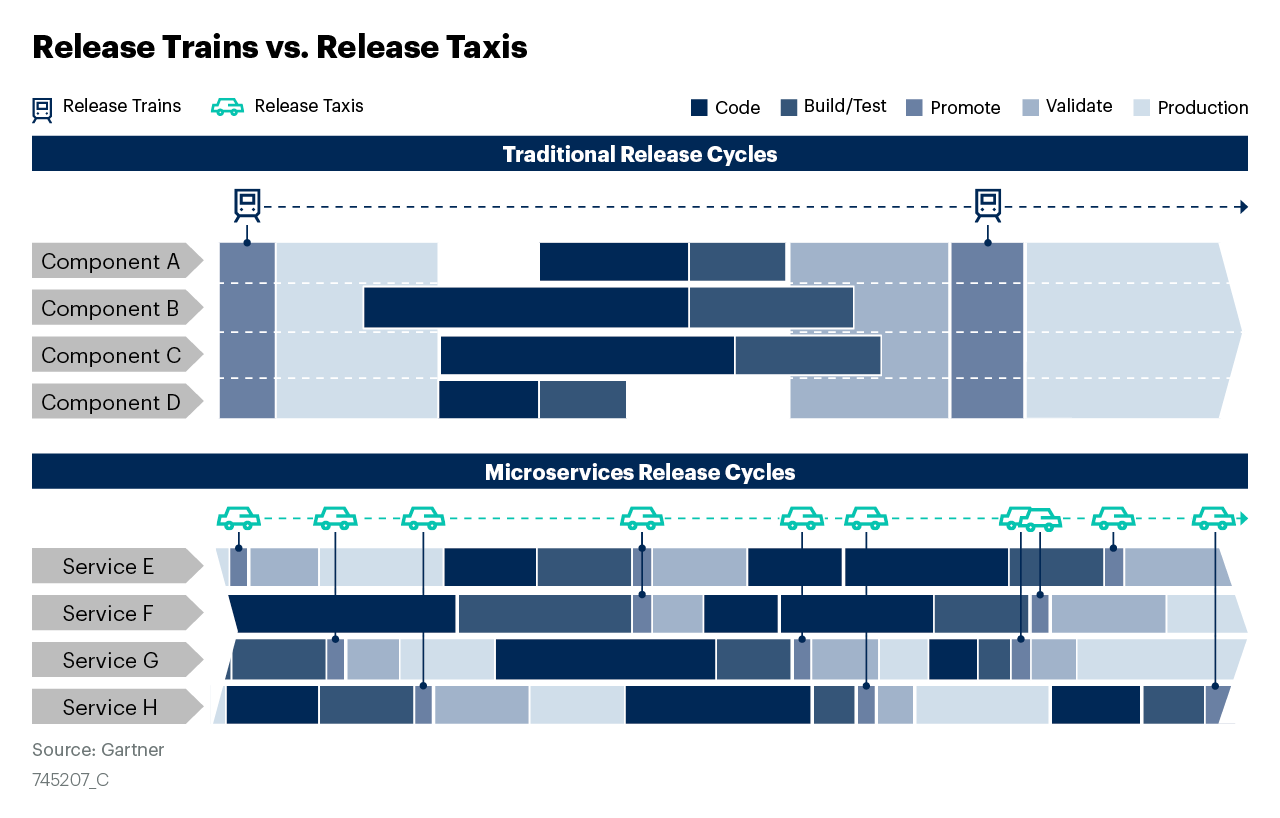 Release Trains vs. Release Taxis
Release Trains Release Taxis Code Build/Test Promote Validate Production
Traditional Release Cycles
Component A
Component B
Component C
Component D
Microservices Release Cycles
Service E
Service F
Service G
Service H
Source: Gartner
745207_C